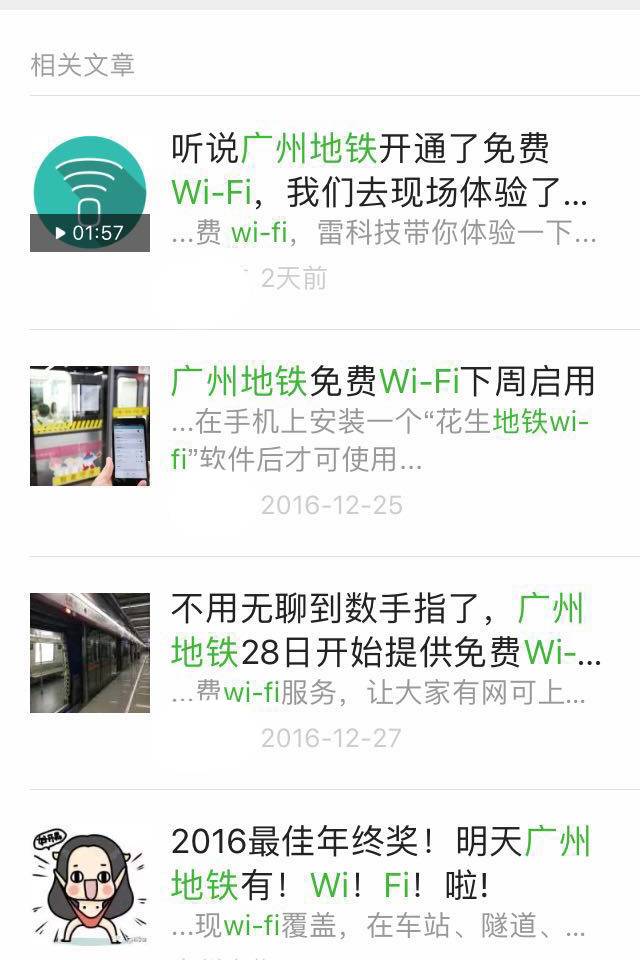 相关文章
听说广州地铁开通了免费
Wi-Fi，我们去现场体验了...
01:57
...费 wi-fi，雷科技带你体验一下...
2天前
广州地铁免费Wi-Fi下周启用
...在手机上安装一个“花生地铁wi-
fi”软件后才可使用...
2016-12-25
不用无聊到数手指了，广州
地铁28日开始提供免费Wi-...
...费wi-fi服务，让大家有网可上...
2016-12-27
2016最佳年终奖！明天广州
地铁有！Wi！Fi！啦!
...现wi-fi覆盖，在车站、隧道、...